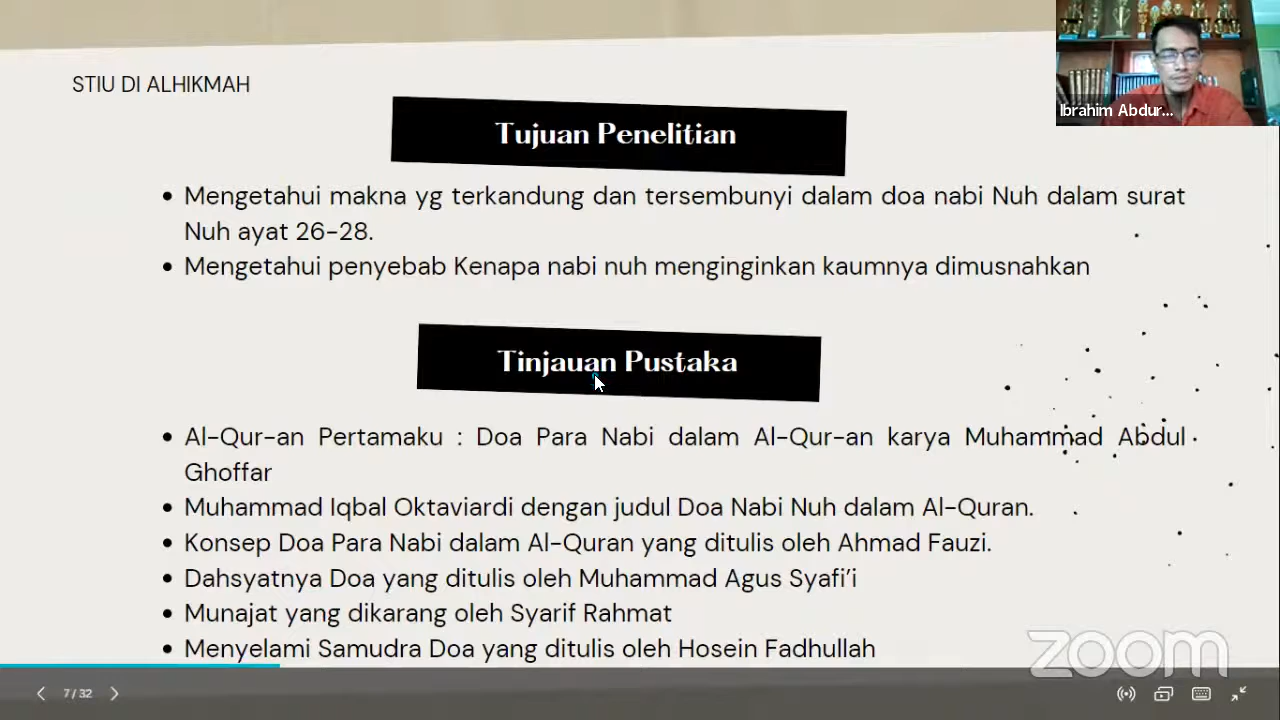 STIU DI ALHIKMAH
Ibrahim Abdur...
Tujuan Penelitian
Mengetahui makna yg terkandung dan tersembunyi dalam doa nabi Nuh dalam surat
Nuh ayat 26-28.
Mengetahui penyebab Kenapa nabi nuh menginginkan kaumnya dimusnahkan
Tinjauan Pustaka
Al-Qur-an Pertamaku : Doa Para Nabi dalam Al-Qur-an karya Muhammad Abdul
Ghoffar
Muhammad Iqbal Oktaviardi dengan judul Doa Nabi Nuh dalam Al-Quran.
Konsep Doa Para Nabi dalam Al-Quran yang ditulis oleh Ahmad Fauzi.
Dahsyatnya Doa yang ditulis oleh Muhammad Agus Syafi'i
Munajat yang dikarang oleh Syarif Rahmat
Menyelami Samudra Doa yang ditulis oleh Hosein Fadhullah
zoom
7 / 32